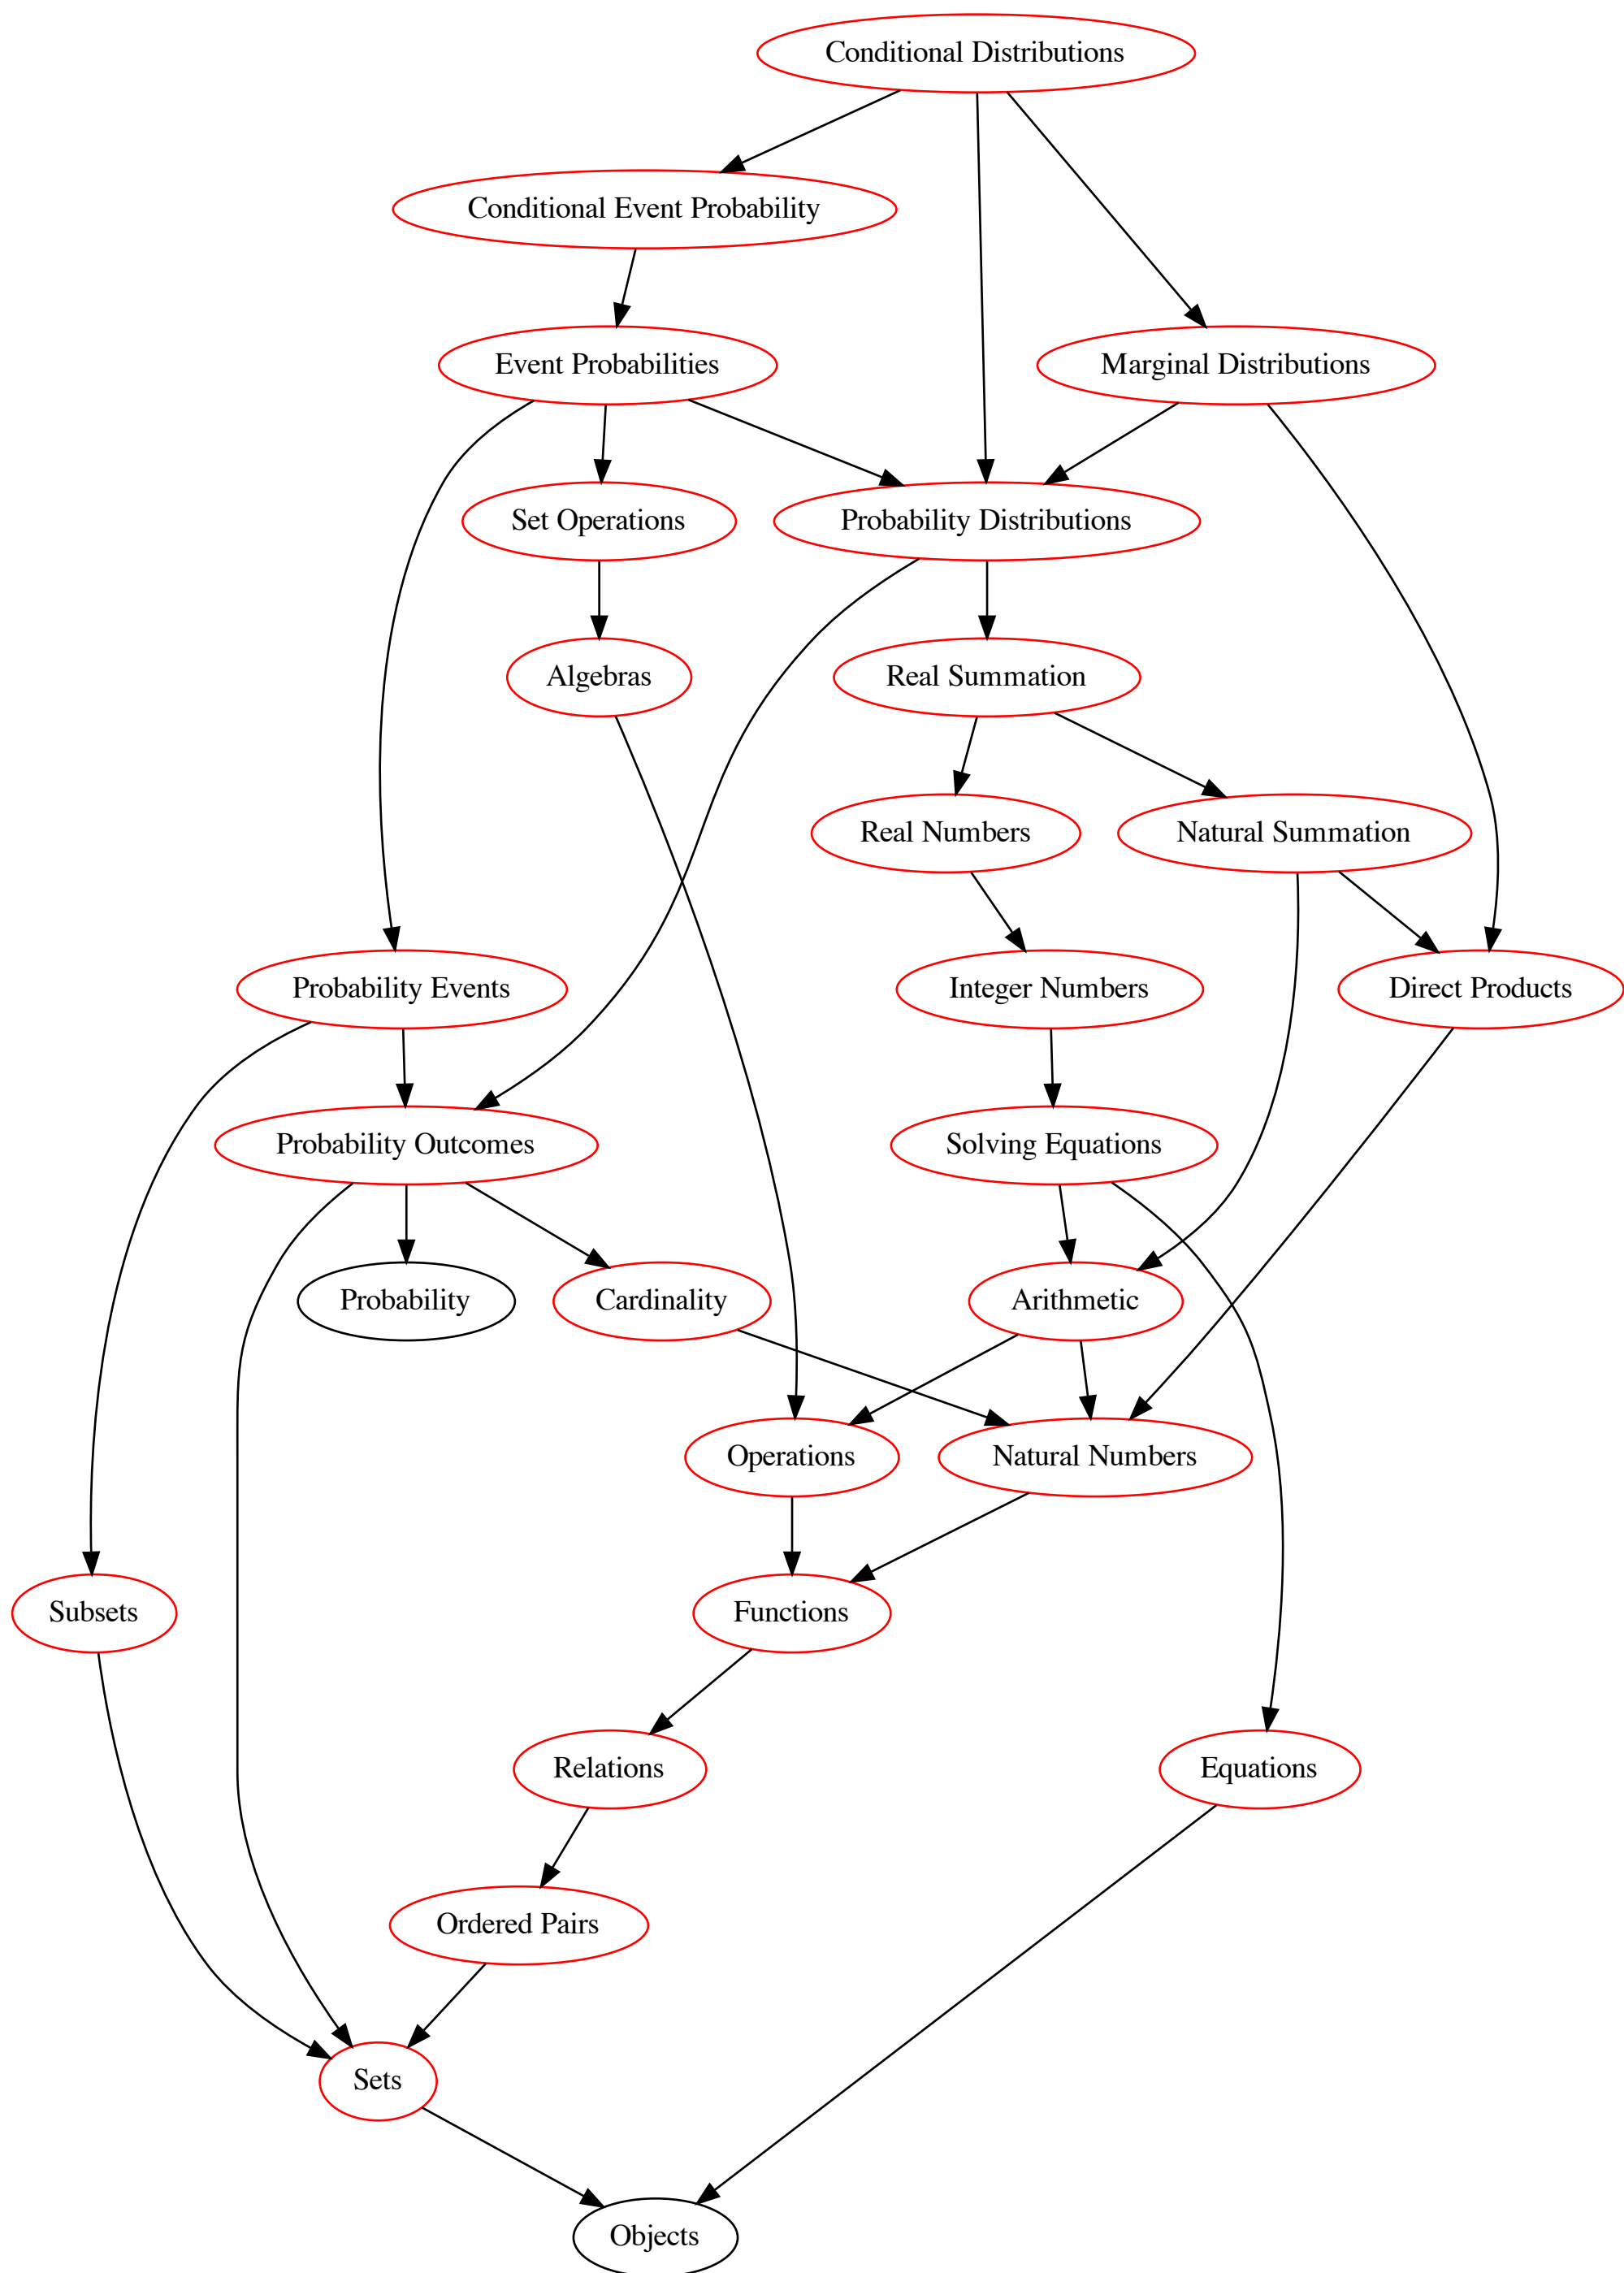 Conditional Distributions
Conditional Event Probability
Event Probabilities
Marginal Distributions
Set Operations
Probability Distributions
Algebras
Real Summation
Real Numbers
Natural Summation
Probability Events
Integer Numbers
Direct Products
Probability Outcomes
Solving Equations
Probability
Cardinality
Arithmetic
Operations
Natural Numbers
Subsets
Functions
Relations
Equations
Ordered Pairs
Sets
Objects